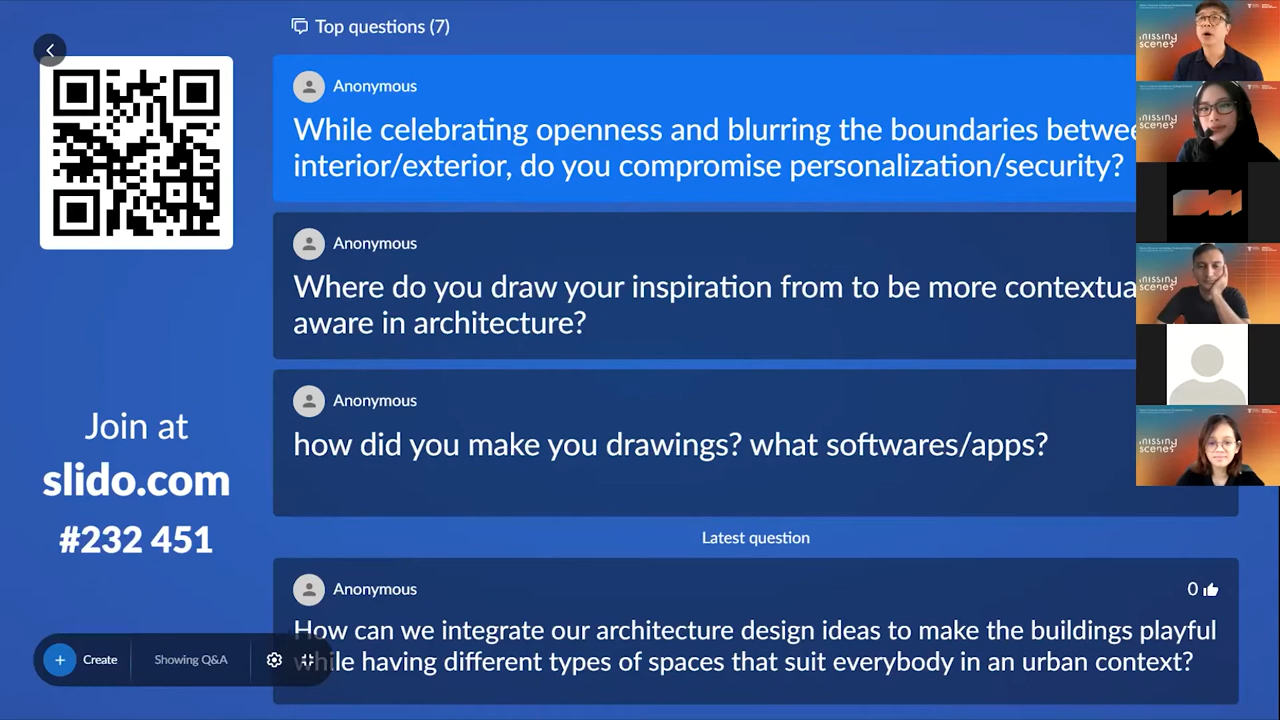 Top questions (7)
Anonymous
While celebrating openness and blurring the boundaries betwee
interior/exterior, do you compromise personalization/security?
Anonymous
Where do you draw your inspiration from to be more contextua
aware in architecture?
Anonymous
how did you make you drawings? what softwares/apps?
Latest question
Anonymous
0
How can we integrate our architecture design ideas to make the buildings playful
while having different types of spaces that suit everybody in an urban context?
Join at
slido.com
#232 451
Create
Showing Q&A
missing
scenes
missing
scenes
missing
scenes
missing
scenes